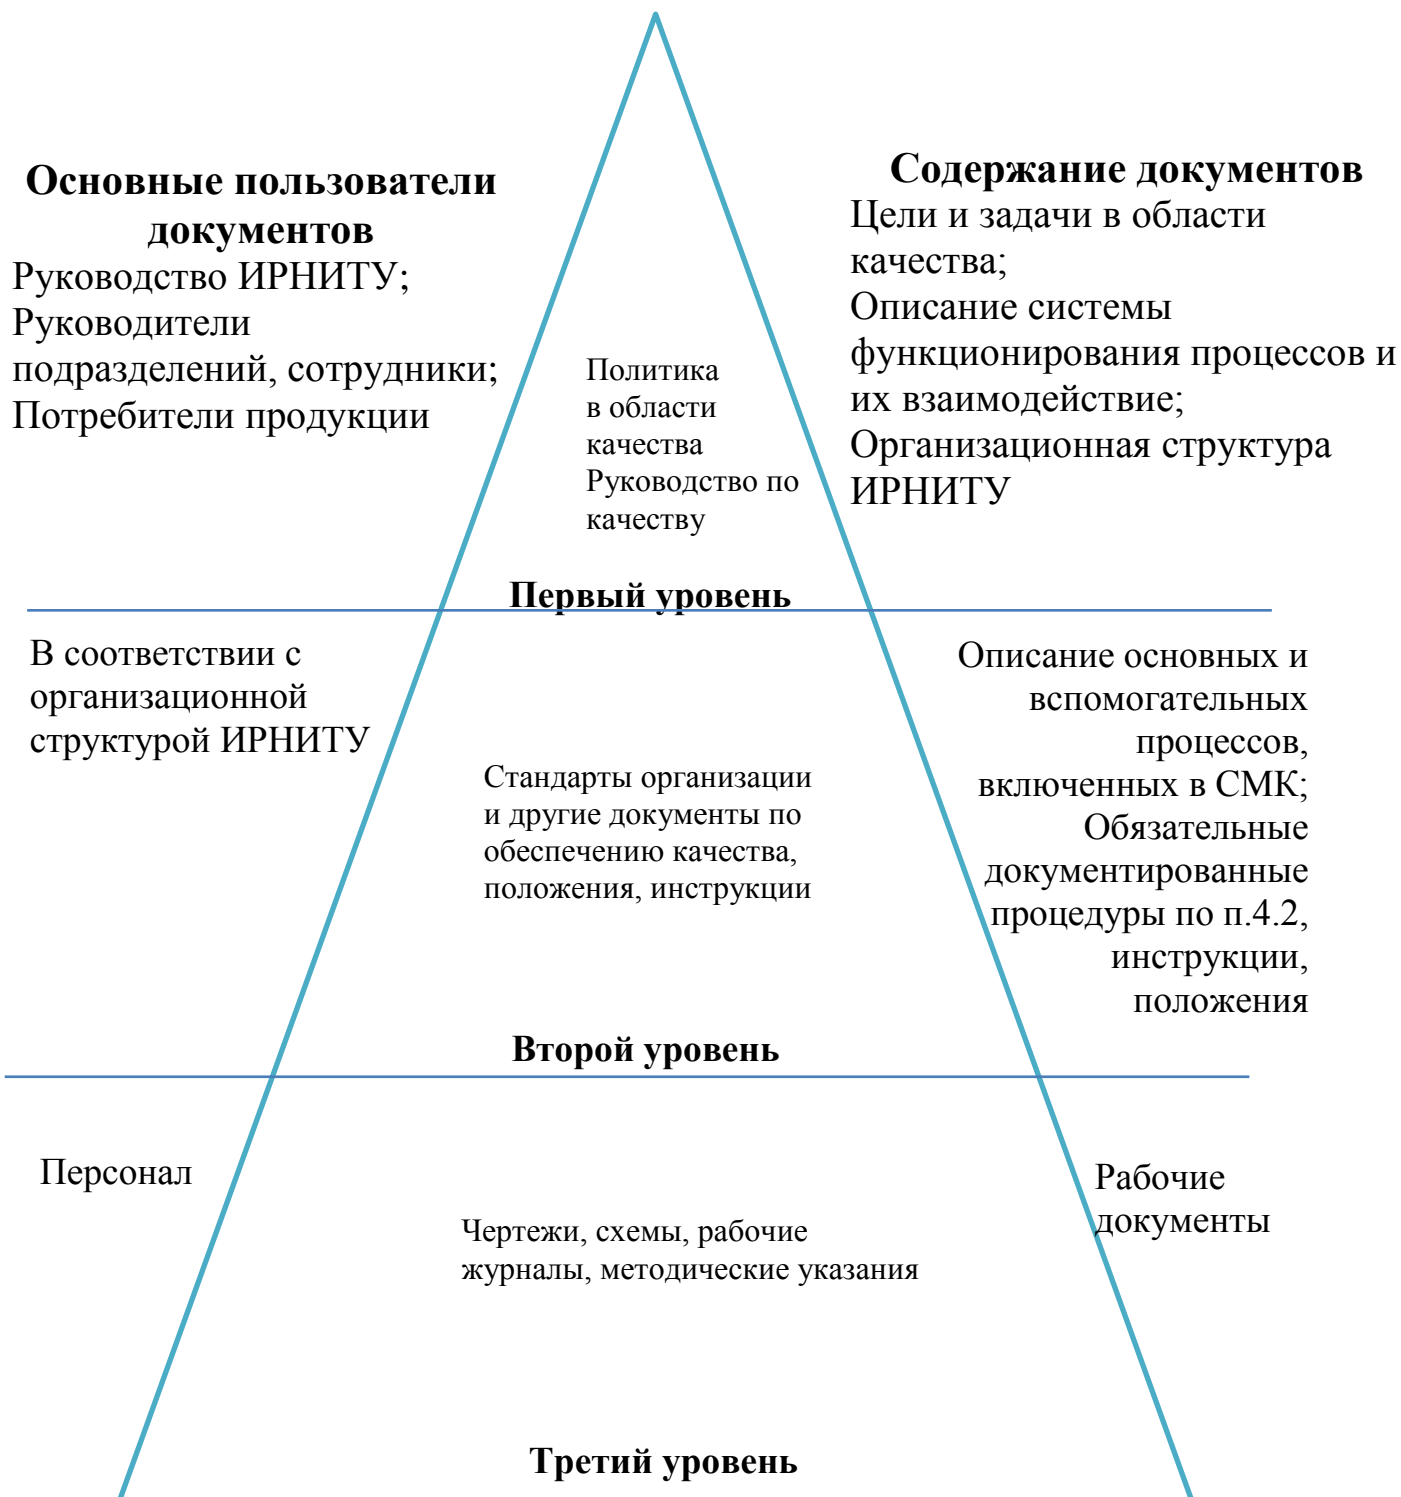 Основные пользователи
документов
Руководство ИРНИТУ;
Руководители
подразделений, сотрудники;
Потребители продукции
Политика
в области
качества
Руководство по
качеству
Содержание документов
Цели и задачи в области
качества;
Описание системы
функционирования процессов и
их взаимодействие;
Организационная структура
ИРНИТУ
Первый уровень
В соответствии с
организационной
структурой ИРНИТУ
Стандарты организации
и другие документы по
обеспечению качества,
положения, инструкции
Описание основных и
вспомогательных
процессов,
включенных в СМК;
Обязательные
документированные
процедуры по п.4.2,
инструкции,
положения
Второй уровень
Персонал
Чертежи, схемы, рабочие
журналы, методические указания
Рабочие
документы
Третий уровень